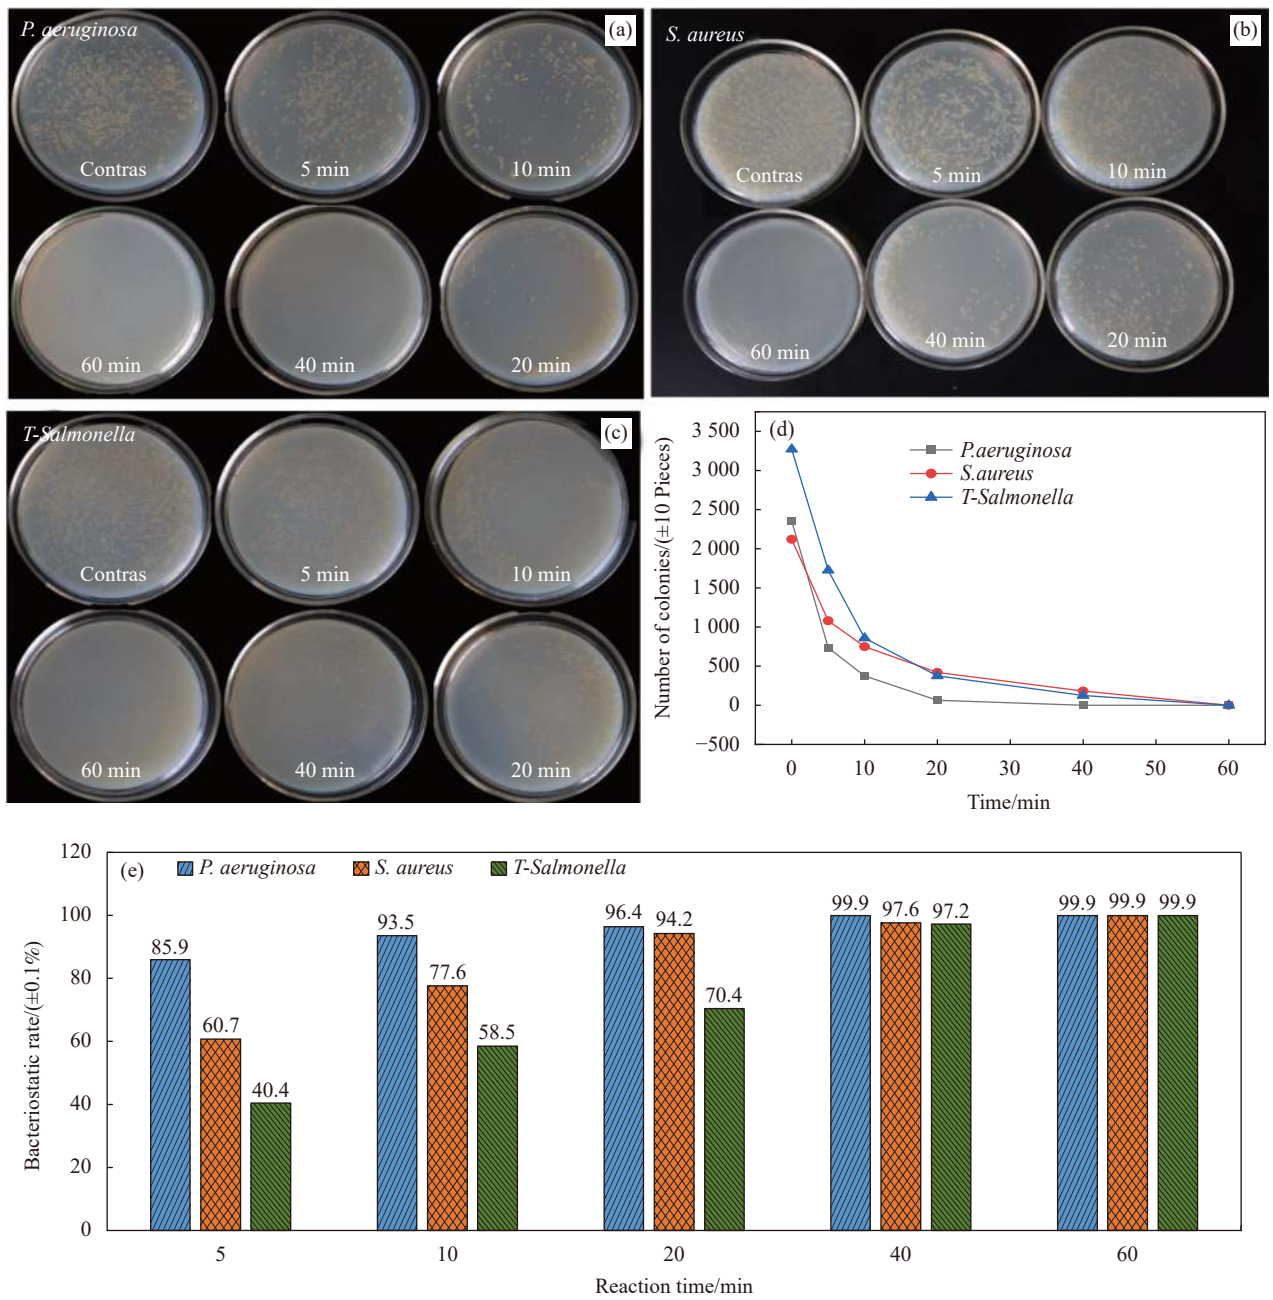 P. aeruginosa
(a)
Contras
5 min
10 min
60 min
40 min
20 min
S. aureus
(b)
Contras
5 min
10 min
60 min
40 min
20 min
T-Salmonella
(c)
Contras
5 min
10 min
60 min
40 min
20 min
(d)
P.aeruginosa
S.aureus
T-Salmonella
Number of colonies/(±10 Pieces)
3 500
3 000
2 500
2 000
1 500
1 000
500
0
−500
0 10 20 30 40 50 60
Time/min
(e)
P. aeruginosa S. aureus T-Salmonella
Bacteriostatic rate/(±0.1%)
120
100
80
60
40
20
0
85.9 60.7 40.4
93.5 77.6 58.5
96.4 94.2 70.4
99.9 97.6 97.2
99.9 99.9 99.9
5 10 20 40 60
Reaction time/min